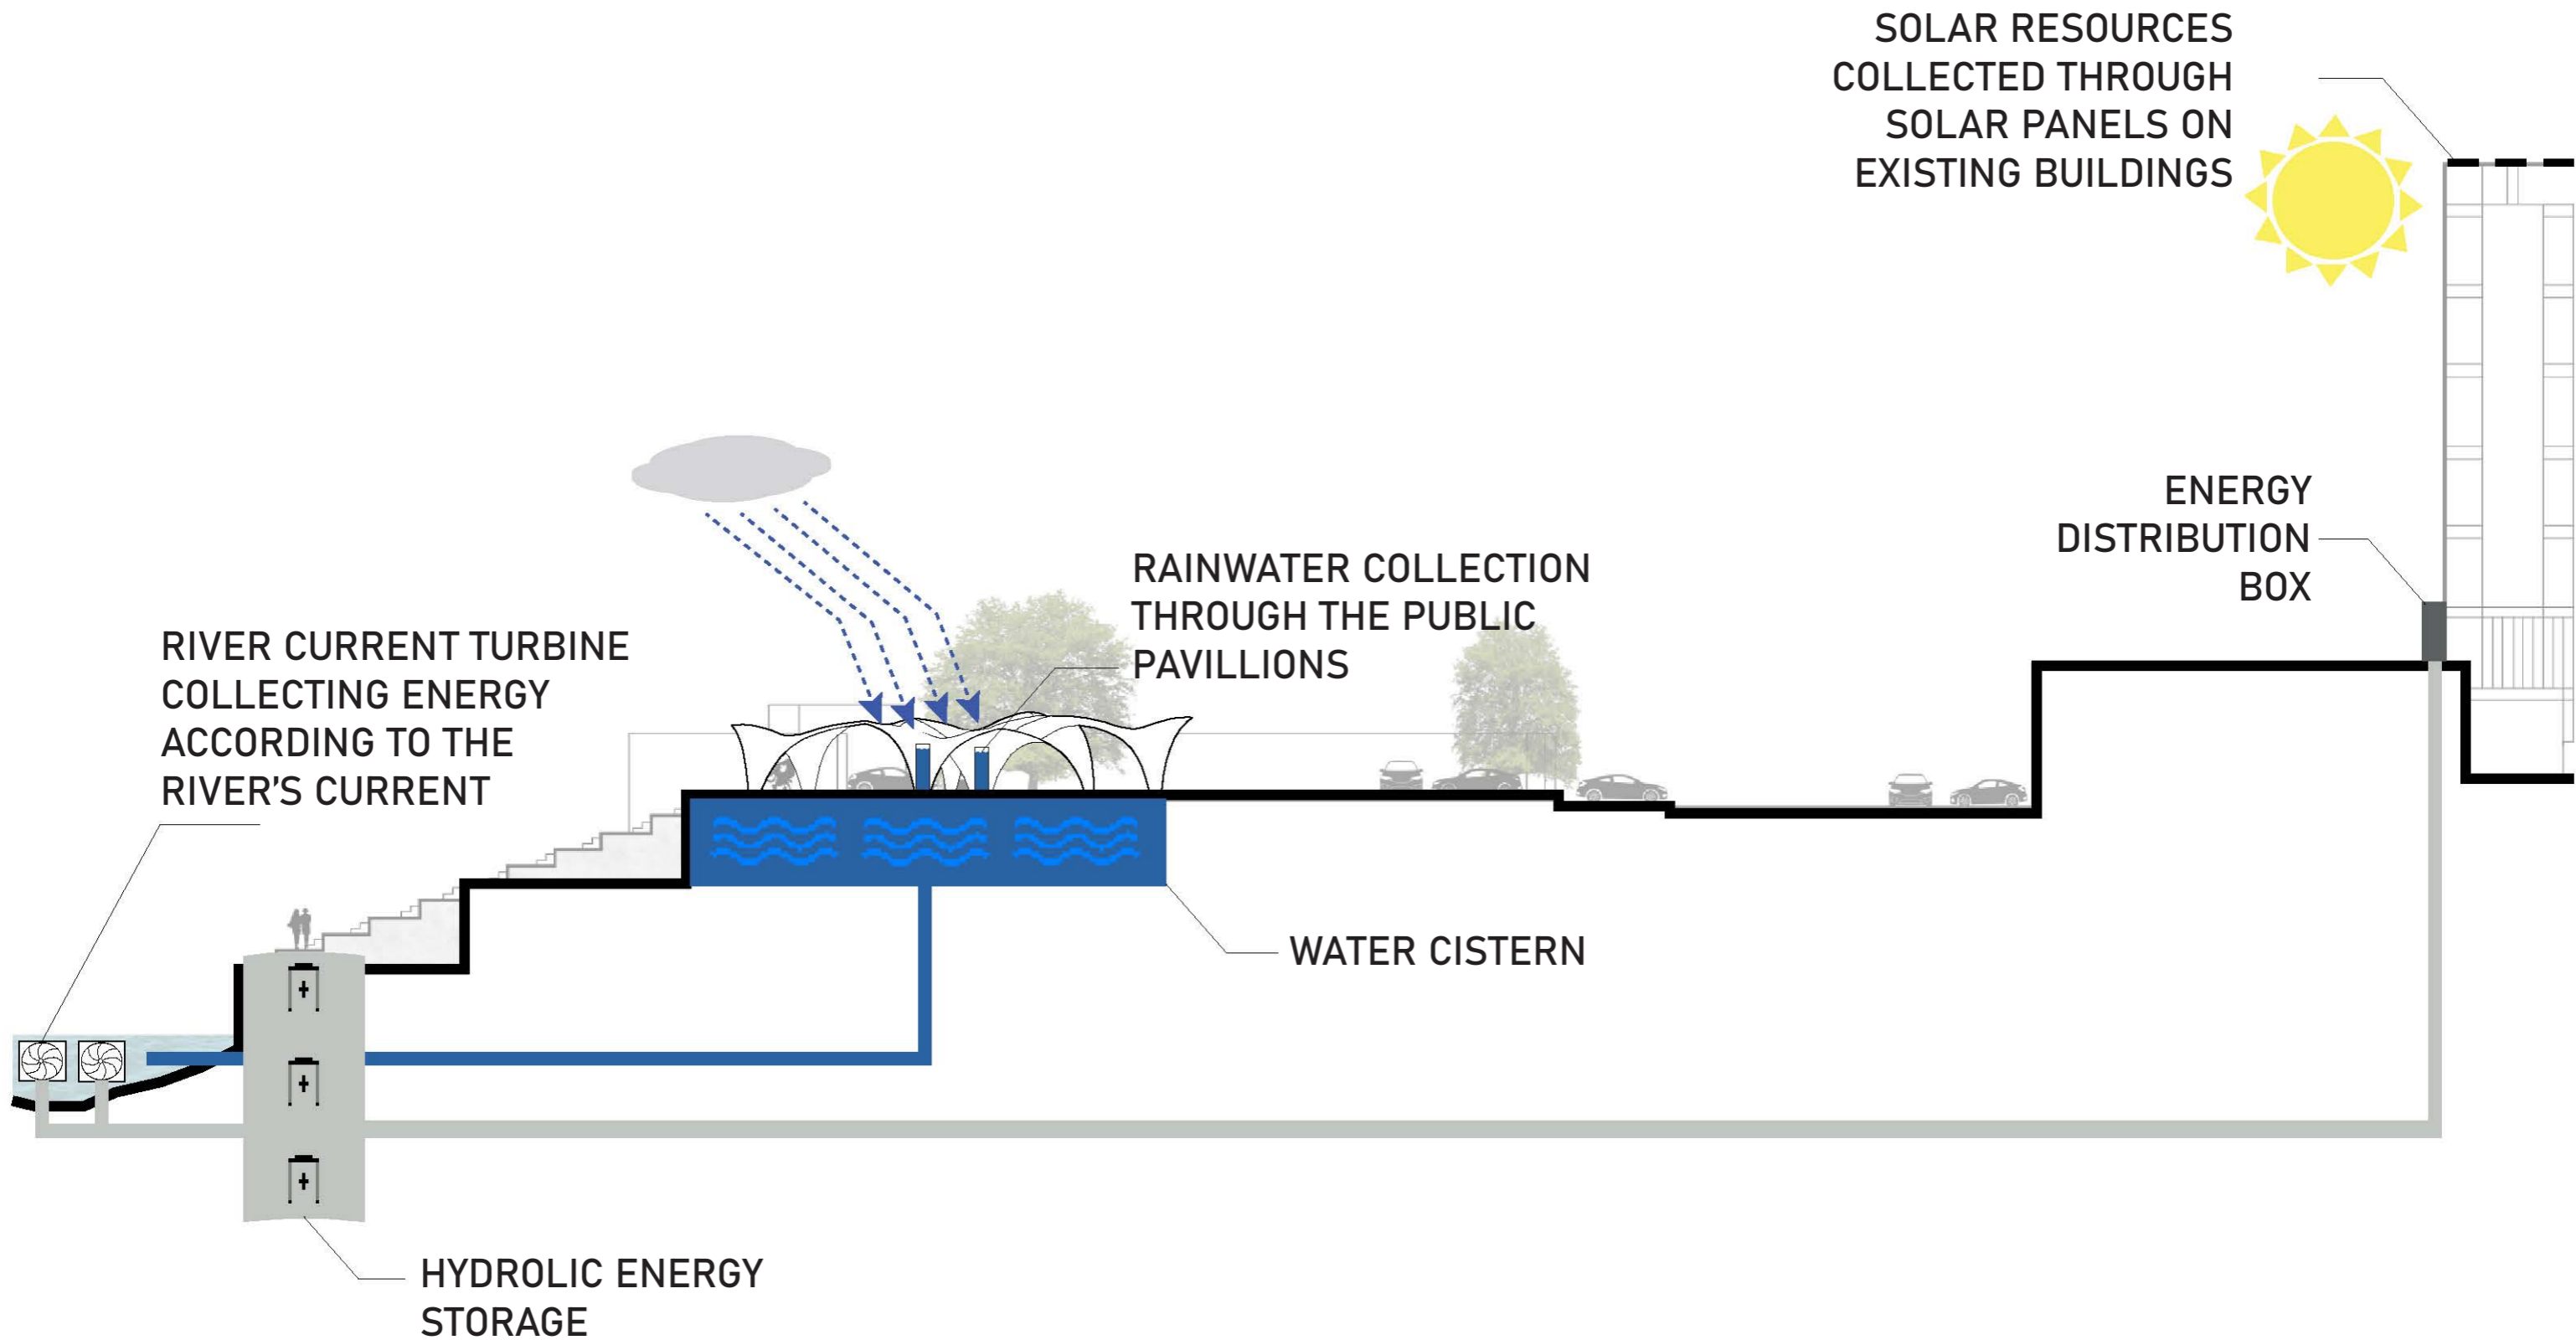 SOLAR RESOURCES
COLLECTED THROUGH
SOLAR PANELS ON
EXISTING BUILDINGS
ENERGY
DISTRIBUTION
BOX
RAINWATER COLLECTION
THROUGH THE PUBLIC
PAVILLIONS
RIVER CURRENT TURBINE
COLLECTING ENERGY
ACCORDING TO THE
RIVER'S CURRENT
WATER CISTERN
HYDROLIC ENERGY
STORAGE